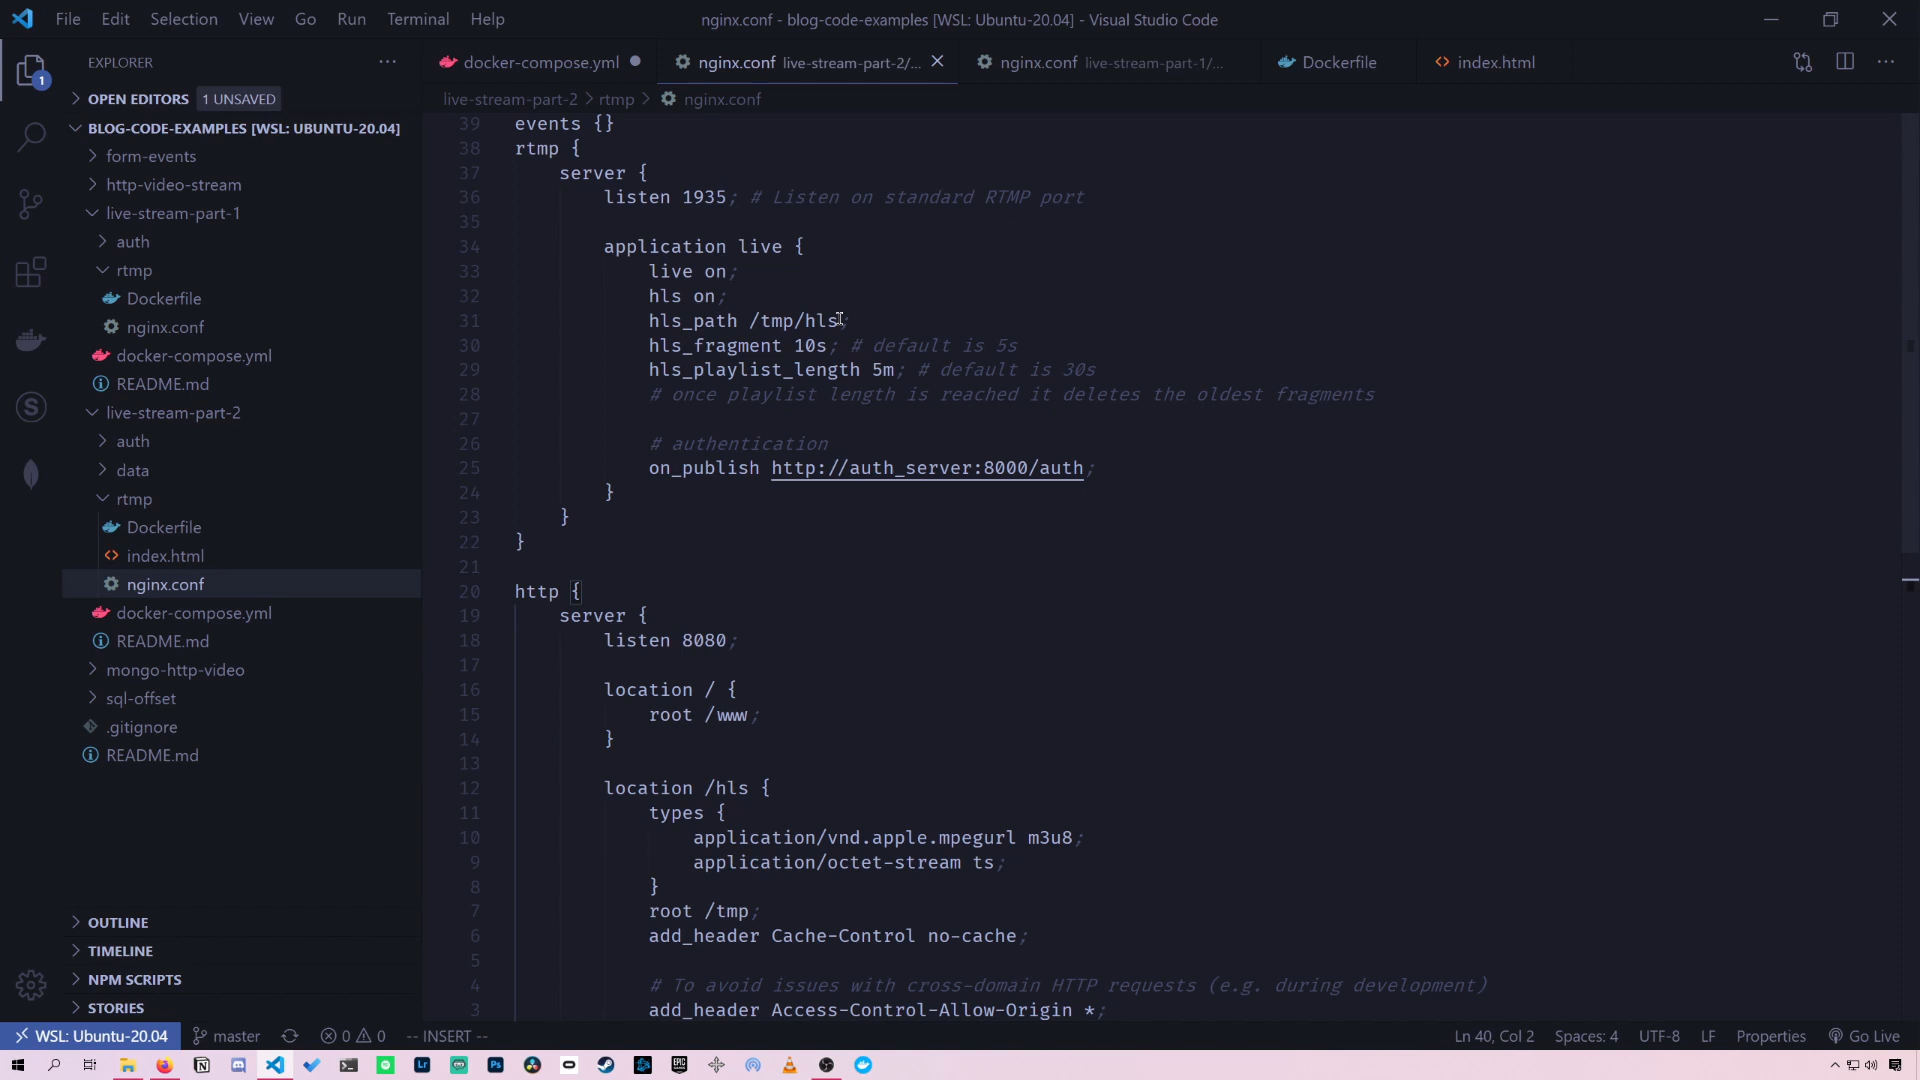 File Edit Selection View Go Run Terminal Help
nginx.conf - blog-code-examples [WSL: Ubuntu-20.04] - Visual Studio Code
EXPLORER
1
docker-compose.yml
nginx.conf live-stream-part-2/...
nginx.conf live-stream-part-1/...
Dockerfile
index.html
OPEN EDITORS 1 UNSAVED
BLOG-CODE-EXAMPLES [WSL: UBUNTU-20.04]
form-events
http-video-stream
live-stream-part-1
auth
rtmp
Dockerfile
nginx.conf
docker-compose.yml
README.md
live-stream-part-2
auth
data
rtmp
Dockerfile
index.html
nginx.conf
docker-compose.yml
README.md
mongo-http-video
sql-offset
.gitignore
README.md
OUTLINE
TIMELINE
NPM SCRIPTS
STORIES
live-stream-part-2 > rtmp > nginx.conf
39 events {}
38 rtmp {
37 server {
36 listen 1935; # Listen on standard RTMP port
35
34 application live {
33 live on;
32 hls on;
31 hls_path /tmp/hls;
30 hls_fragment 10s; # default is 5s
29 hls_playlist_length 5m; # default is 30s
28 # once playlist length is reached it deletes the oldest fragments
27
26 # authentication
25 on_publish http://auth_server:8000/auth;
24 }
23 }
22 }
21
20 http {
19 server {
18 listen 8080;
17
16 location / {
15 root /www;
14 }
13
12 location /hls {
11 types {
10 application/vnd.apple.mpegurl m3u8;
9 application/octet-stream ts;
8 }
7 root /tmp;
6 add_header Cache-Control no-cache;
5
4 # To avoid issues with cross-domain HTTP requests (e.g. during development)
3 add_header Access-Control-Allow-Origin *;
WSL: Ubuntu-20.04 master 0 0 -- INSERT -- Ln 40, Col 2 Spaces: 4 UTF-8 LF Properties Go Live
Lr Ps EPIC GAMES